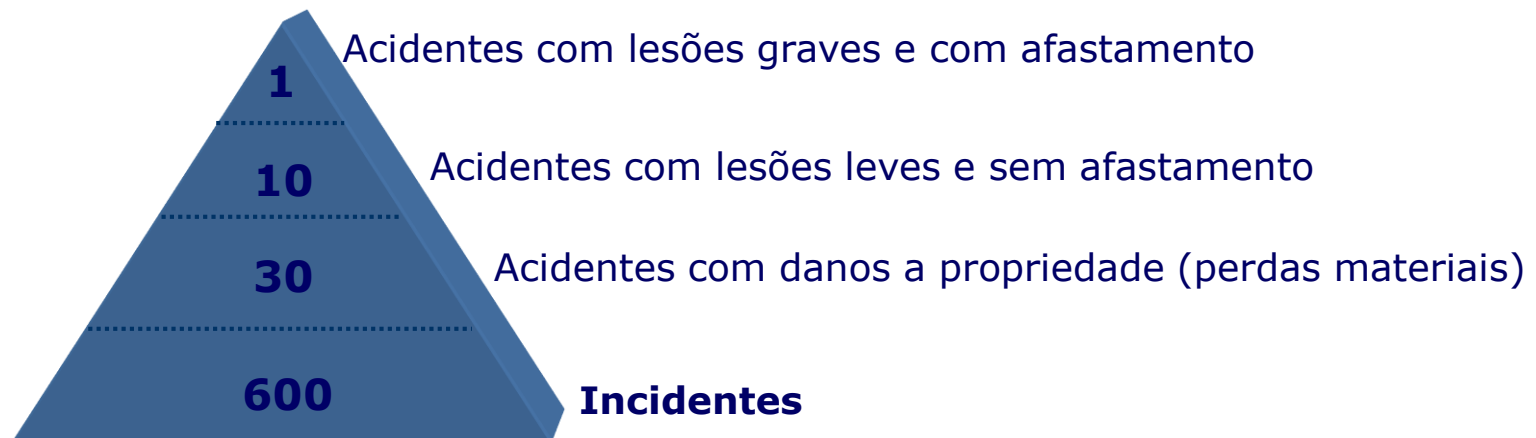 Acidentes com lesões graves e com afastamento
1
Acidentes com lesões leves e sem afastamento
10
Acidentes com danos a propriedade (perdas materiais)
30
600
Incidentes